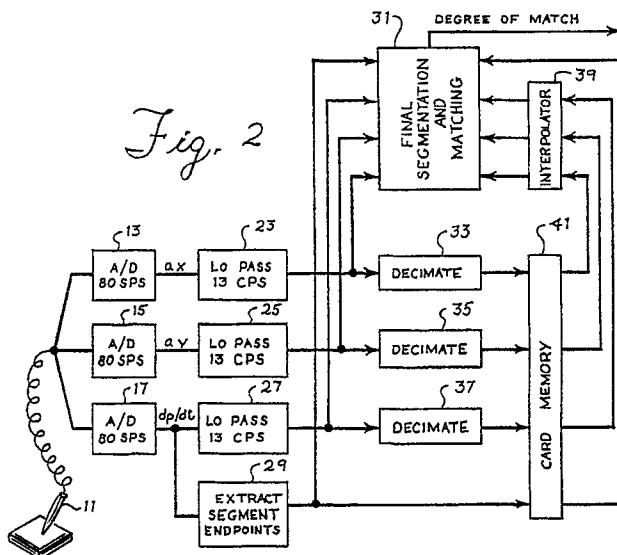 DEGREE OF MATCH
31
39
FINAL
SEGMENTATION
AND
MATCHING
INTERPOLATOR
Fig. 2
13
A/D
80 SPS
ax
23
LO PASS
13 CPS
33
DECIMATE
41
CARD MEMORY
15
A/D
80 SPS
ay
25
LO PASS
13 CPS
35
DECIMATE
17
A/D
80 SPS
dp/dt
27
LO PASS
13 CPS
37
DECIMATE
29
EXTRACT
SEGMENT
ENDPOINTS
11